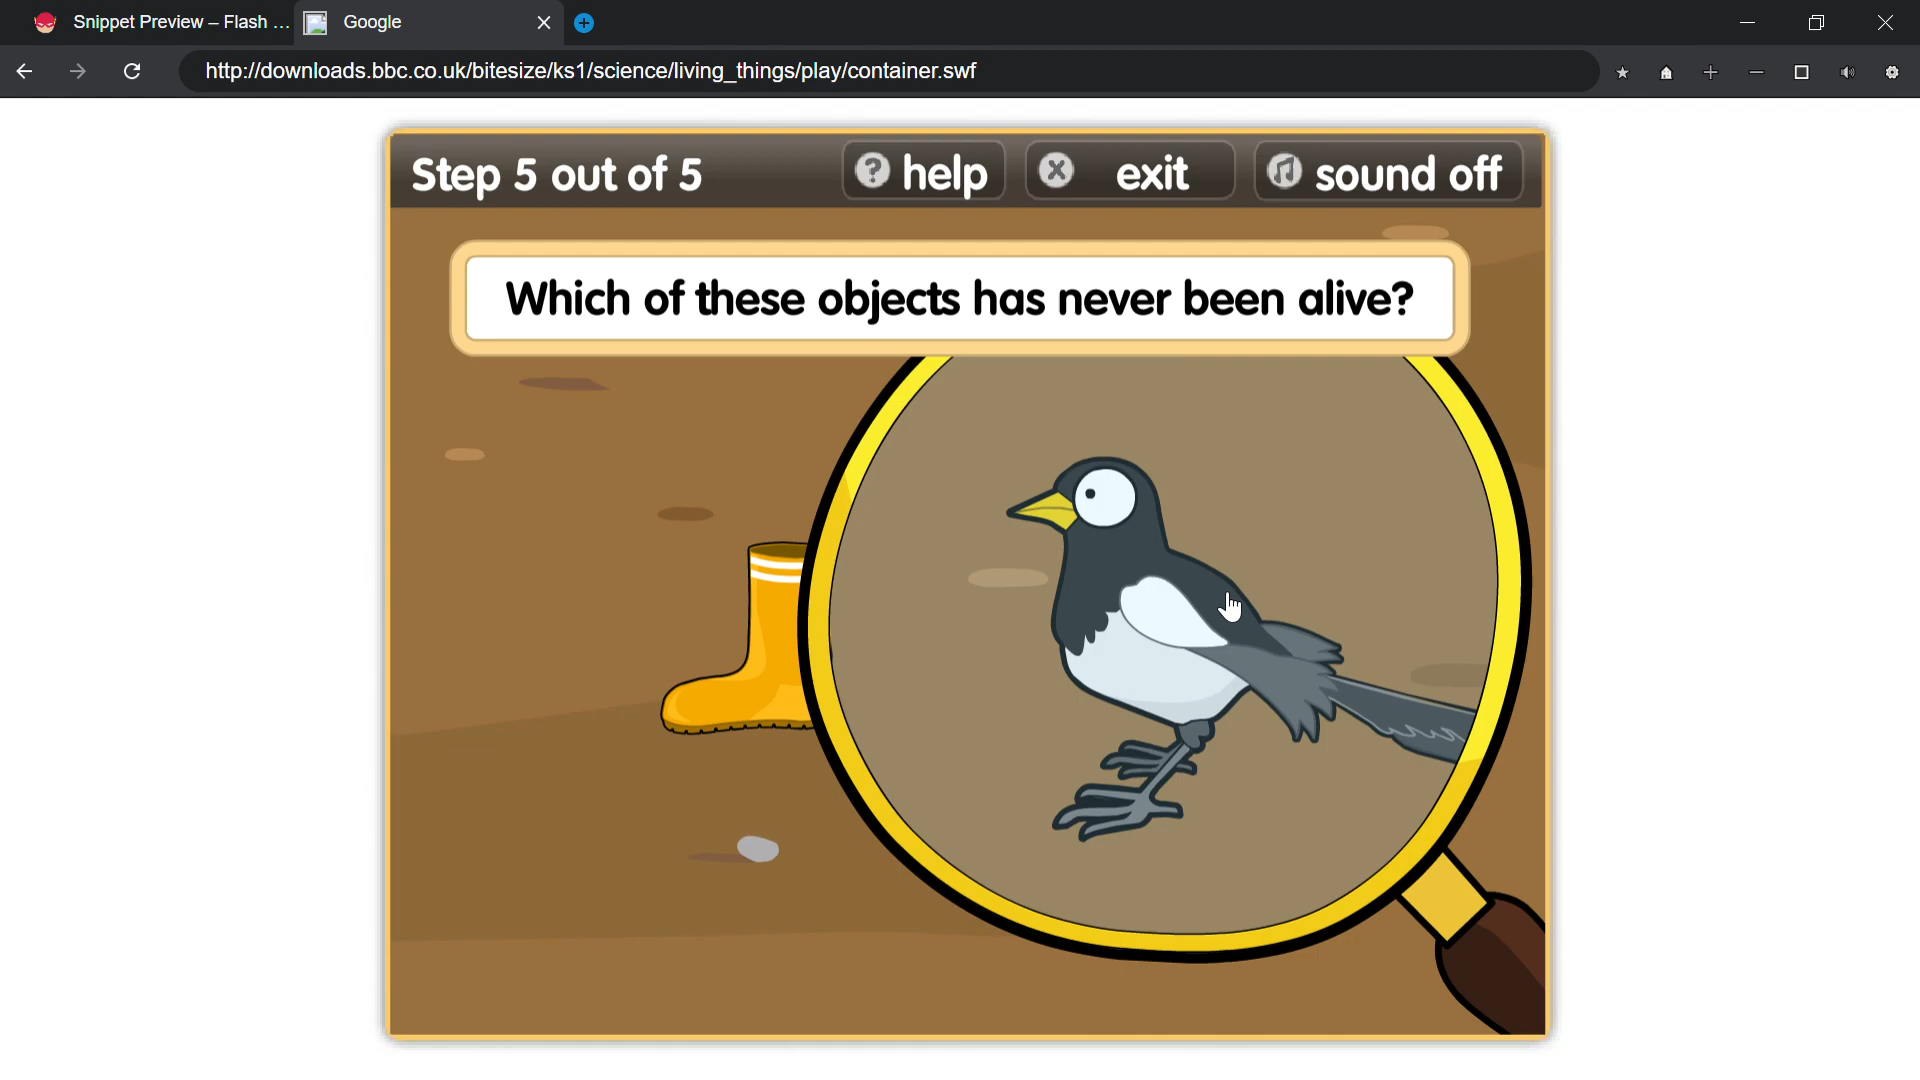 Snippet Preview – Flash ...
Google
http://downloads.bbc.co.uk/bitesize/ks1/science/living_things/play/container.swf
Step 5 out of 5
? help
exit
sound off
Which of these objects has never been alive?